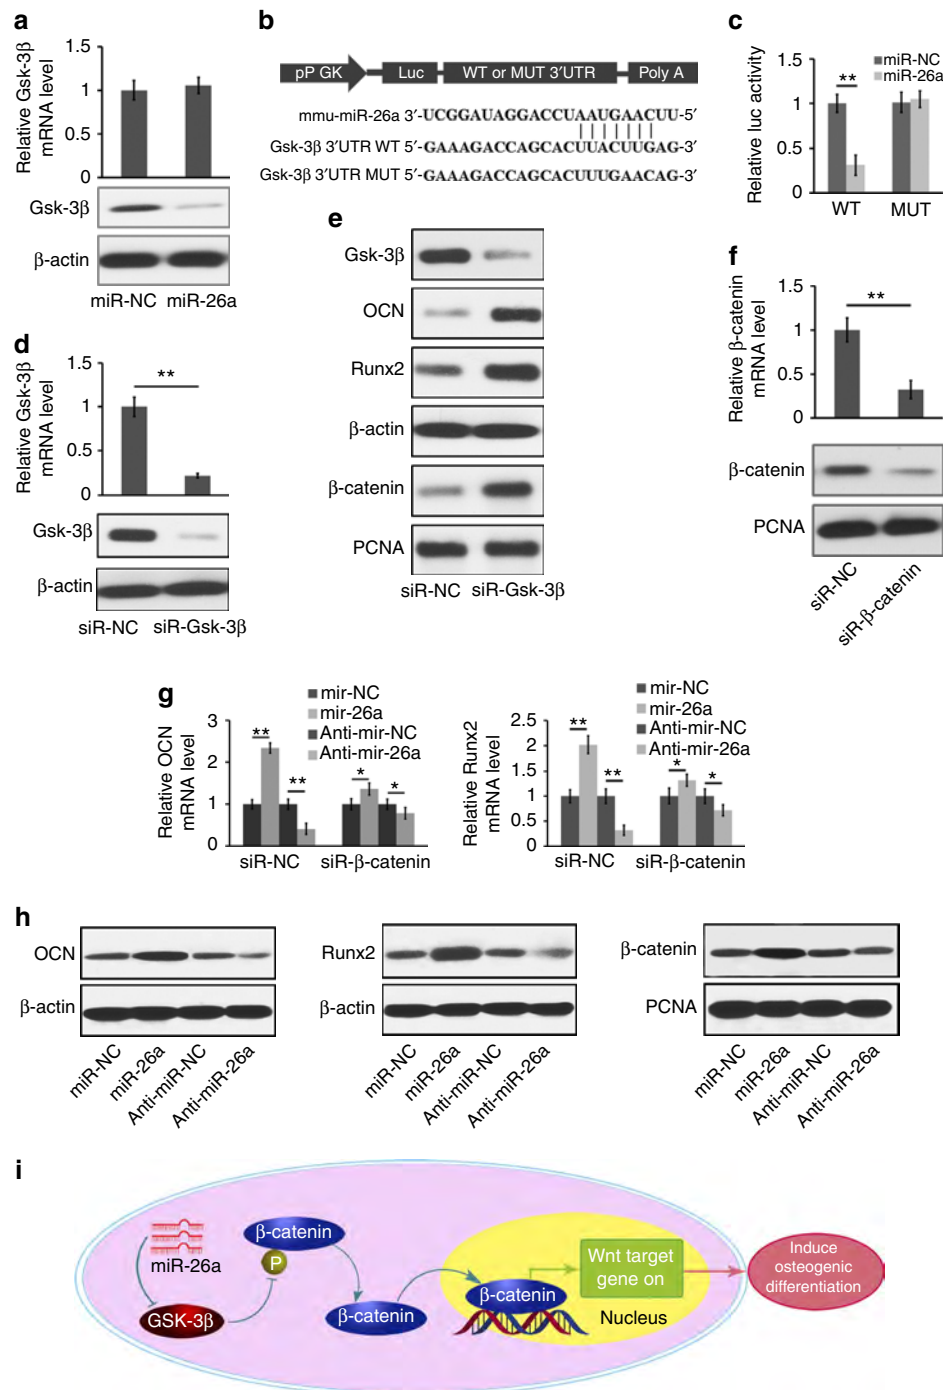 a
Relative Gsk-3β
mRNA level
1.5
1
0.5
0
Gsk-3β
β-actin
miR-NC miR-26a
b
pP GK Luc WT or MUT 3′UTR Poly A
mmu-miR-26a 3′-UCGGAUAGGACCUAAUGAACUU-5′
Gsk-3β 3′UTR WT 5′-GAAAGACCAGCACUUACUUGAG-3′
Gsk-3β 3′UTR MUT 5′-GAAAGACCAGCACUUUGAACAG-3′
c
Relative luc activity
miR-NC
miR-26a
1.5
1
0.5
0
**
WT MUT
d
Relative Gsk-3β
mRNA level
1.5
1
0.5
0
**
Gsk-3β
β-actin
siR-NC siR-Gsk-3β
e
Gsk-3β
OCN
Runx2
β-actin
β-catenin
PCNA
siR-NC siR-Gsk-3β
f
Relative β-catenin
mRNA level
1.5
1
0.5
0
**
β-catenin
PCNA
siR-NC
siR-β-catenin
g
Relative OCN
mRNA level
3
2
1
0
mir-NC
mir-26a
Anti-mir-NC
Anti-mir-26a
**
**
*
*
siR-NC siR-β-catenin
Relative Runx2
mRNA level
2.5
2
1.5
1
0.5
0
mir-NC
mir-26a
Anti-mir-NC
Anti-mir-26a
**
**
*
*
siR-NC siR-β-catenin
h
OCN
β-actin
miR-NC
miR-26a
Anti-miR-NC
Anti-miR-26a
Runx2
β-actin
miR-NC
miR-26a
Anti-miR-NC
Anti-miR-26a
β-catenin
PCNA
miR-NC
miR-26a
Anti-miR-NC
Anti-miR-26a
i
miR-26a
GSK-3β
β-catenin
P
β-catenin
β-catenin
Wnt target
gene on
Nucleus
Induce
osteogenic
differentiation